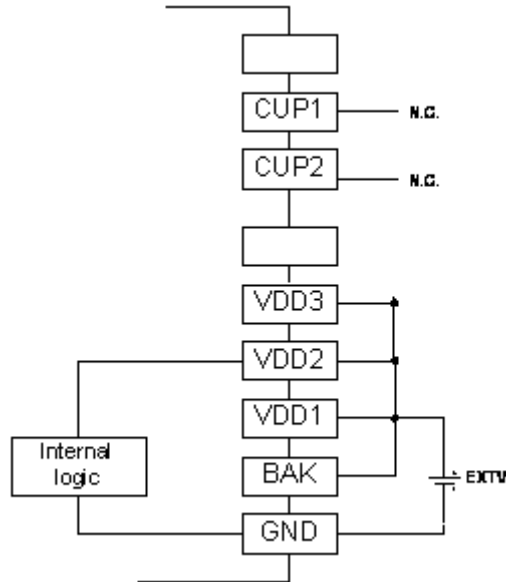 CUP1
N.C.
CUP2
N.C.
VDD3
VDD2
VDD1
Internal
logic
BAK
EXTV
GND